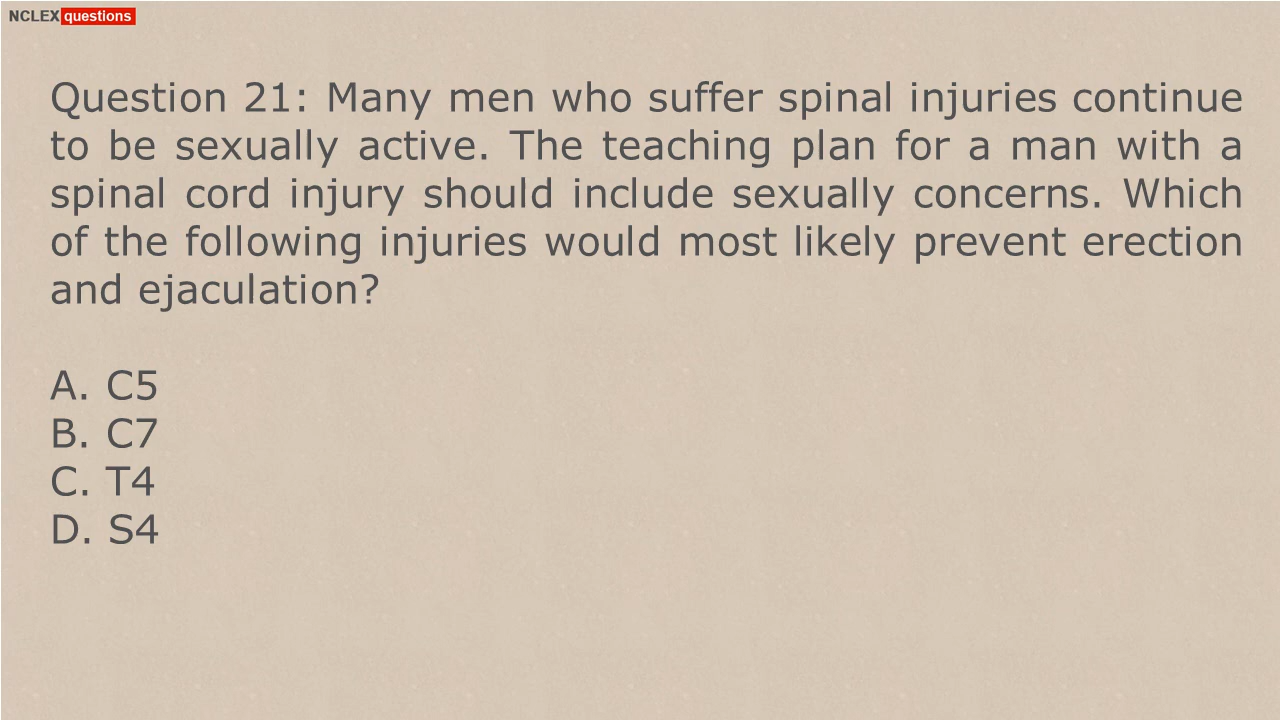 NCLEX questions
Question 21: Many men who suffer spinal injuries continue
to be sexually active. The teaching plan for a man with a
spinal cord injury should include sexually concerns. Which
of the following injuries would most likely prevent erection
and ejaculation?
A. C5
B. C7
C. T4
D. S4